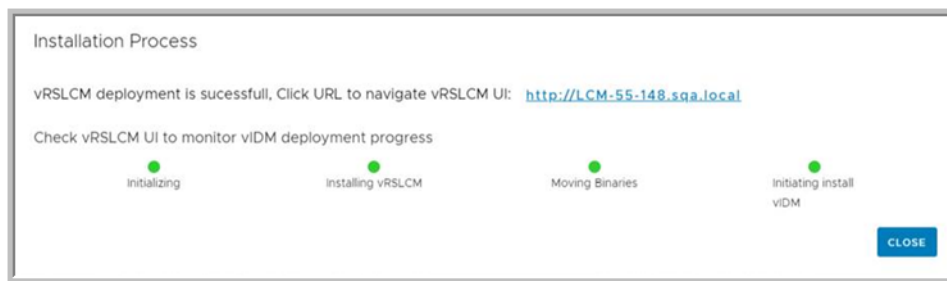 Installation Process
vRSLCM deployment is sucessfull, Click URL to navigate vRSLCM UI: http://LCM-55-148.sqa.local
Check vRSLCM UI to monitor vIDM deployment progress
Initializing
Installing vRSLCM
Moving Binaries
Initiating install
vIDM
CLOSE